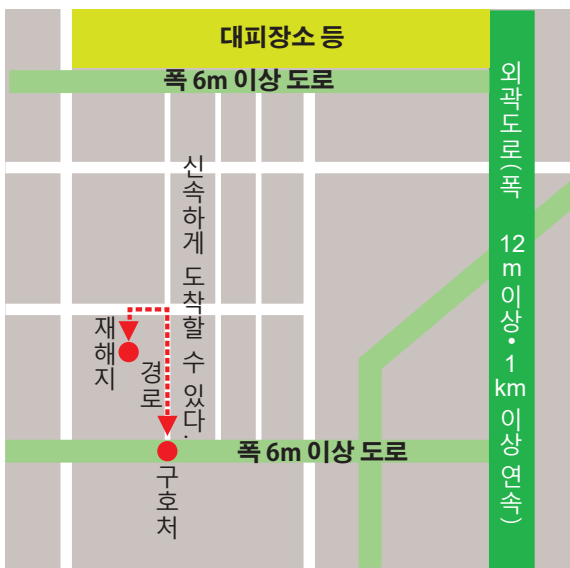 대피장소 등
폭 6m 이상 도로
외곽도로(폭 12m 이상·1km 이상 연속)
신속하게 도착할 수 있다.
재해지
경로
폭 6m 이상 도로
구호처